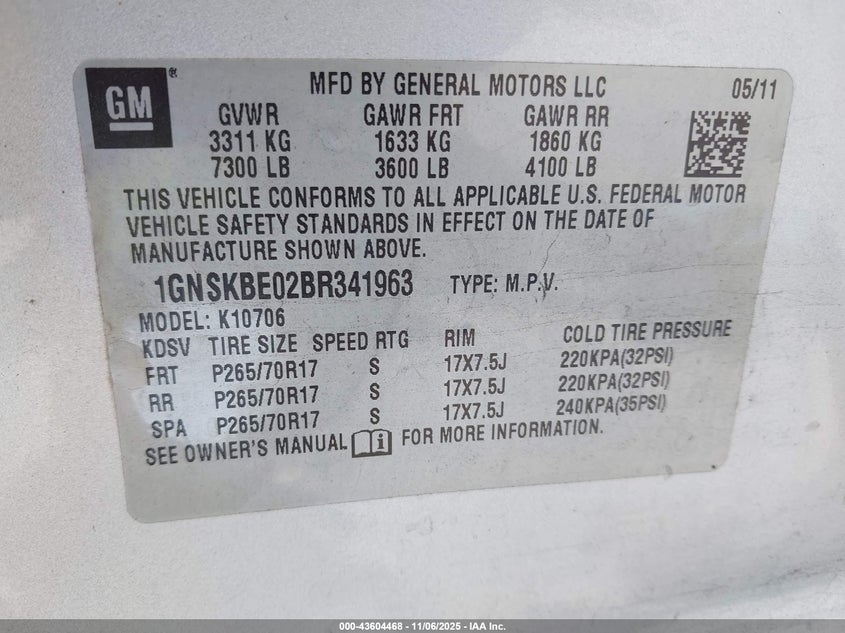 GM®
MFD BY GENERAL MOTORS LLC 05/11
GVWR GAWR FRT GAWR RR
3311 KG 1633 KG 1860 KG
7300 LB 3600 LB 4100 LB
THIS VEHICLE CONFORMS TO ALL APPLICABLE U.S. FEDERAL MOTOR
VEHICLE SAFETY STANDARDS IN EFFECT ON THE DATE OF
MANUFACTURE SHOWN ABOVE.
1GNSKBE02BR341963 TYPE: M.P.V.
MODEL: K10706
KDSV TIRE SIZE SPEED RTG RIM COLD TIRE PRESSURE
FRT P265/70R17 S 17X7.5J 220KPA(32PSI)
RR P265/70R17 S 17X7.5J 220KPA(32PSI)
SPA P265/70R17 S 17X7.5J 240KPA(35PSI)
SEE OWNER'S MANUAL FOR MORE INFORMATION.
000-43604468 - 11/06/2025 - IAA Inc.